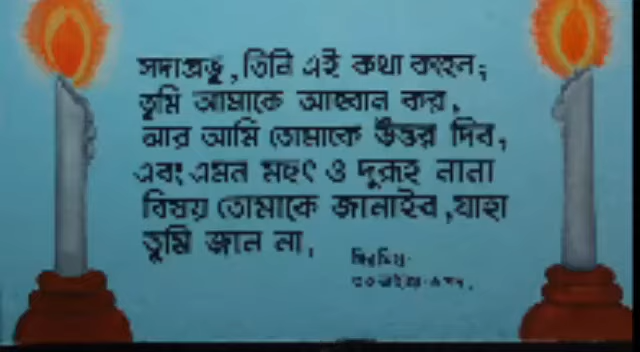 সদাপ্রভু, তিনি এই কথা কহেন;
তুমি আমাকে আহ্বান কর,
আর আমি তোমাকে উত্তর দিব,
এবং এমন মহৎ ও দুরূহ নানা
বিষয় তোমাকে জানাইব, যাহা
তুমি জান না,